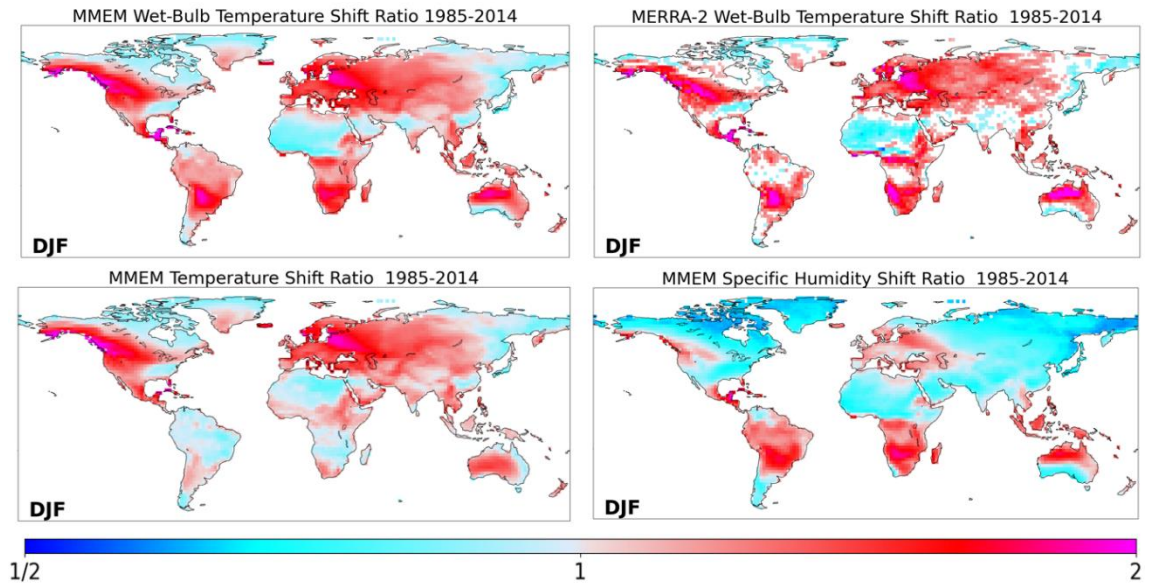 MMEM Wet-Bulb Temperature Shift Ratio 1985-2014
MERRA-2 Wet-Bulb Temperature Shift Ratio  1985-2014
DJF
DJF
MMEM Temperature Shift Ratio  1985-2014
MMEM Specific Humidity Shift Ratio  1985-2014
DJF
DJF
1/2
1
2